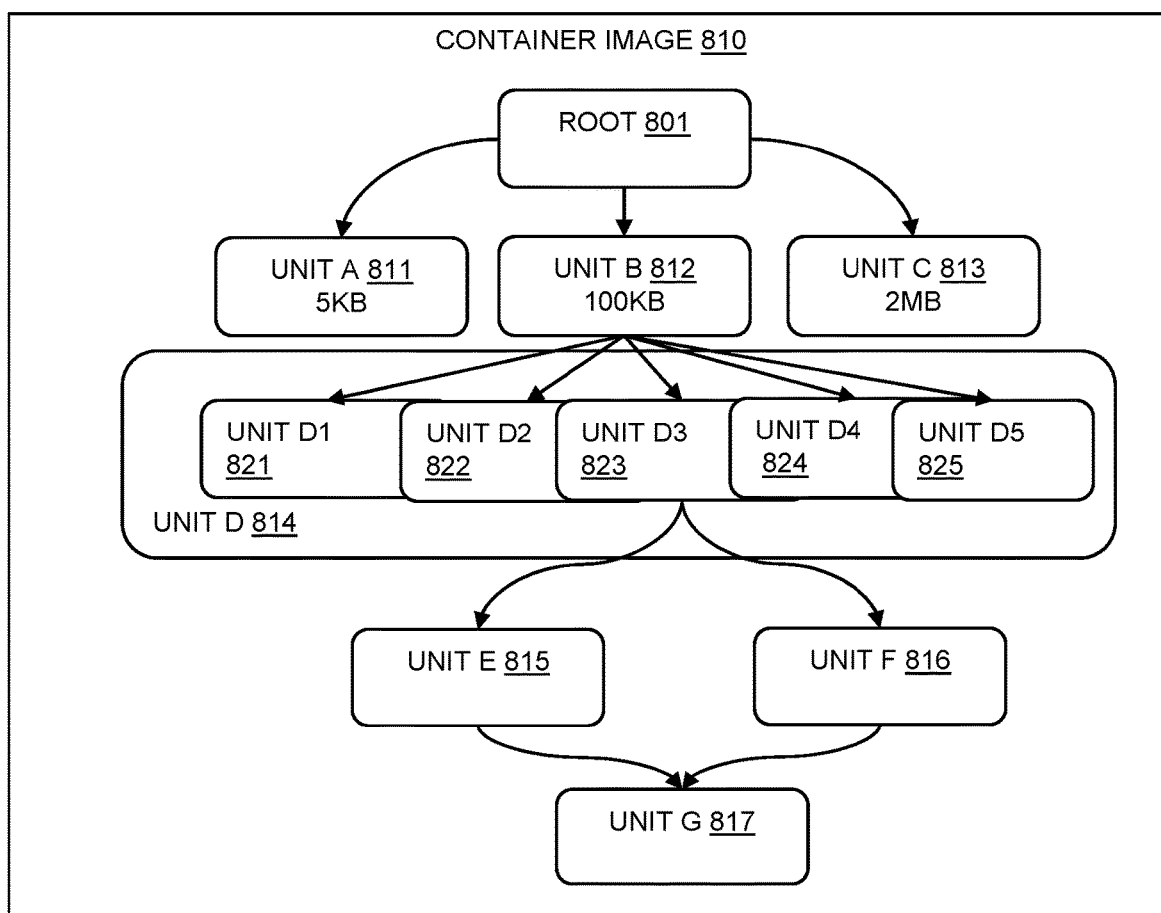 CONTAINER IMAGE 810
ROOT 801
UNIT A 811
5KB
UNIT B 812
100KB
UNIT C 813
2MB
UNIT D1
821
UNIT D2
822
UNIT D3
823
UNIT D4
824
UNIT D5
825
UNIT D 814
UNIT E 815
UNIT F 816
UNIT G 817